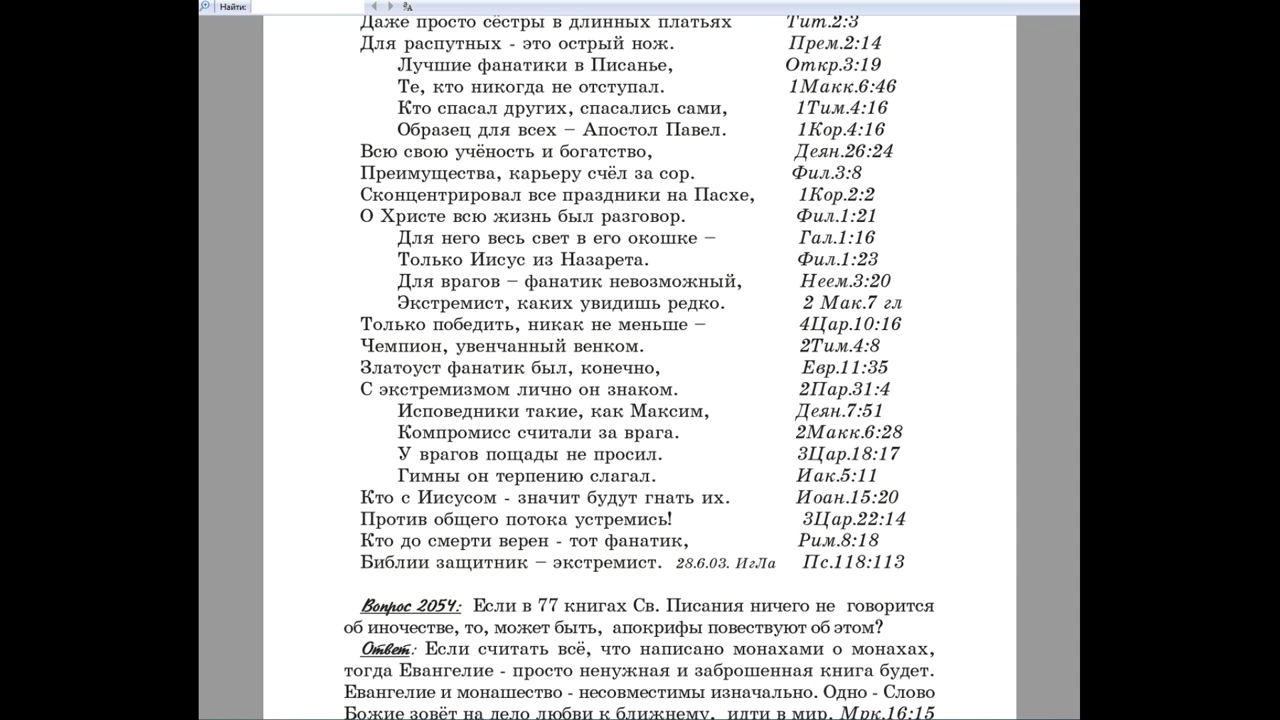 Найти:
Даже просто сёстры в длинных платьях Тит.2:3
Для распутных - это острый нож. Прем.2:14
Лучшие фанатики в Писанье, Откр.3:19
Те, кто никогда не отступал. 1Макк.6:46
Кто спасал других, спасались сами, 1Тим.4:16
Образец для всех – Апостол Павел. 1Кор.4:16
Всю свою учёность и богатство, Деян.26:24
Преимущества, карьеру счёл за сор. Фил.3:8
Сконцентрировал все праздники на Пасхе, 1Кор.2:2
О Христе всю жизнь был разговор. Фил.1:21
Для него весь свет в его окошке – Гал.1:16
Только Иисус из Назарета. Фил.1:23
Для врагов – фанатик невозможный, Неем.3:20
Экстремист, каких увидишь редко. 2 Мак.7 гл
Только победить, никак не меньше – 4Цар.10:16
Чемпион, увенчанный венком. 2Тим.4:8
Златоуст фанатик был, конечно, Евр.11:35
С экстремизмом лично он знаком. 2Пар.31:4
Исповедники такие, как Максим, Деян.7:51
Компромисс считали за врага. 2Макк.6:28
У врагов пощады не просил. 3Цар.18:17
Гимны он терпению слагал. Иак.5:11
Кто с Иисусом - значит будут гнать их. Иоан.15:20
Против общего потока устремись! 3Цар.22:14
Кто до смерти верен - тот фанатик, Рим.8:18
Библии защитник – экстремист. 28.6.03. ИгЛа Пс.118:113
Вопрос 2054: Если в 77 книгах Св. Писания ничего не говорится
об иночестве, то, может быть, апокрифы повествуют об этом?
Ответ: Если считать всё, что написано монахами о монахах,
тогда Евангелие - просто ненужная и заброшенная книга будет.
Евангелие и монашество - несовместимы изначально. Одно - Слово
Божие зовёт на дело любви к ближнему, идти в мир. Мрк.16:15